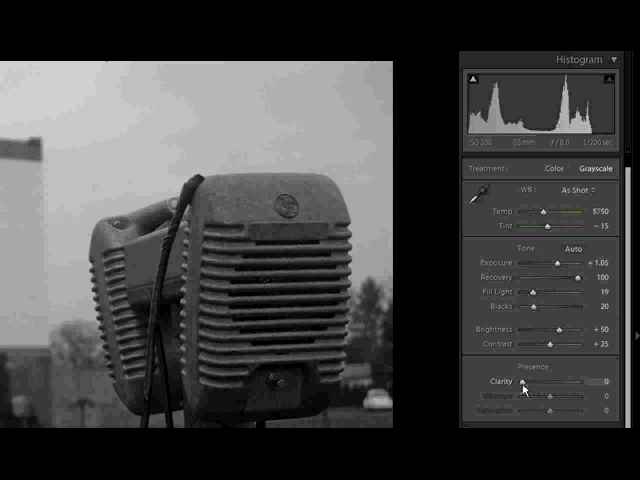 Histogram
ISO 200 38 mm ƒ / 8.0 1/200 sec
Treatment : Color Grayscale
WB : As Shot
Temp 5750
Tint − 15
Tone Auto
Exposure + 1.05
Recovery 100
Fill Light 19
Blacks 20
Brightness + 50
Contrast + 25
Presence
Clarity 0
Vibrance 0
Saturation 0